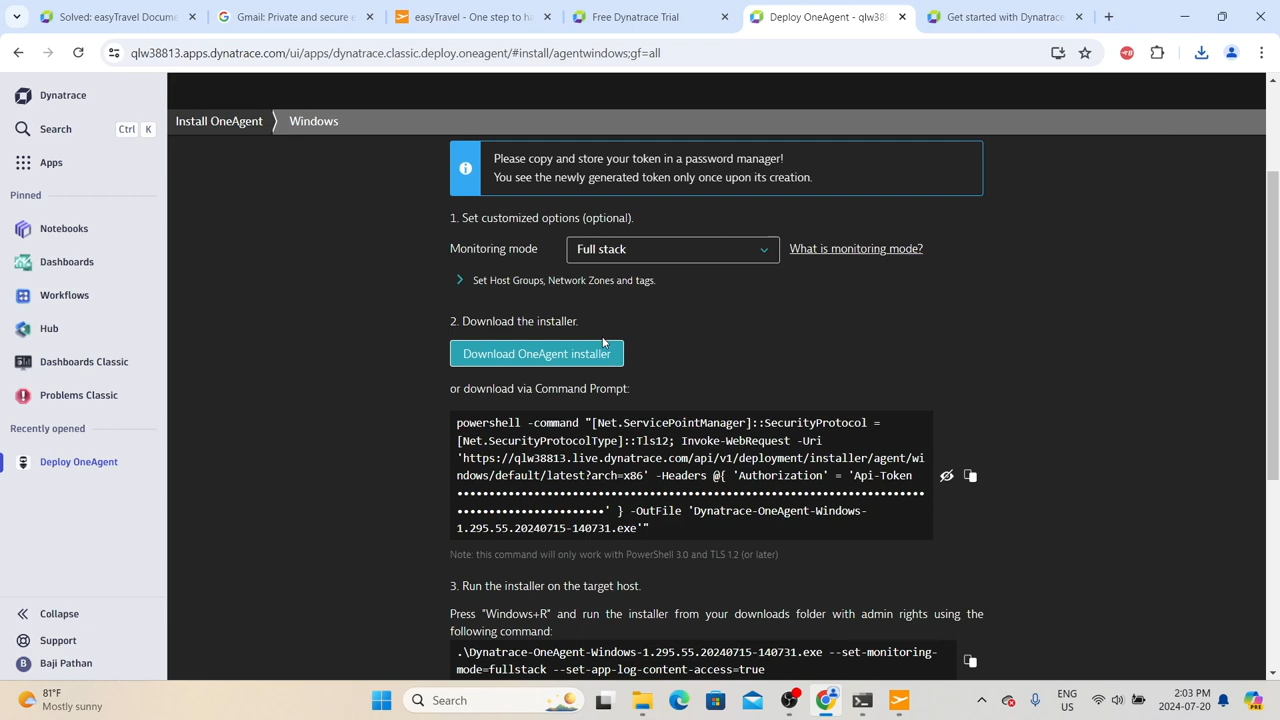 Solved: easyTravel Docume
Gmail: Private and secure e
easyTravel - One step to ha
Free Dynatrace Trial
Deploy OneAgent - qlw38
Get started with Dynatrace
qlw38813.apps.dynatrace.com/ui/apps/dynatrace.classic.deploy.oneagent/#install/agentwindows;gf=all
Dynatrace
Search Ctrl K
Apps
Pinned
Notebooks
Dashboards
Workflows
Hub
Dashboards Classic
Problems Classic
Recently opened
Deploy OneAgent
Collapse
Support
B Baji Pathan
Install OneAgent Windows
Please copy and store your token in a password manager!
You see the newly generated token only once upon its creation.
1. Set customized options (optional).
Monitoring mode Full stack What is monitoring mode?
Set Host Groups, Network Zones and tags.
2. Download the installer.
Download OneAgent installer
or download via Command Prompt:
powershell -command "[Net.ServicePointManager]::SecurityProtocol =
[Net.SecurityProtocolType]::Tls12; Invoke-WebRequest -Uri
'https://qlw38813.live.dynatrace.com/api/v1/deployment/installer/agent/wi
ndows/default/latest?arch=x86' -Headers @{ 'Authorization' = 'Api-Token
••••••••••••••••••••••••••••••••••••••••••••••••••••••••••••••••••••••••
•••••••••••••••••••••••' } -OutFile 'Dynatrace-OneAgent-Windows-
1.295.55.20240715-140731.exe'"
Note: this command will only work with PowerShell 3.0 and TLS 1.2 (or later)
3. Run the installer on the target host.
Press "Windows+R" and run the installer from your downloads folder with admin rights using the
following command:
.\Dynatrace-OneAgent-Windows-1.295.55.20240715-140731.exe --set-monitoring-
mode=fullstack --set-app-log-content-access=true
81°F
Mostly sunny
Search
ENG
US
2:03 PM
2024-07-20